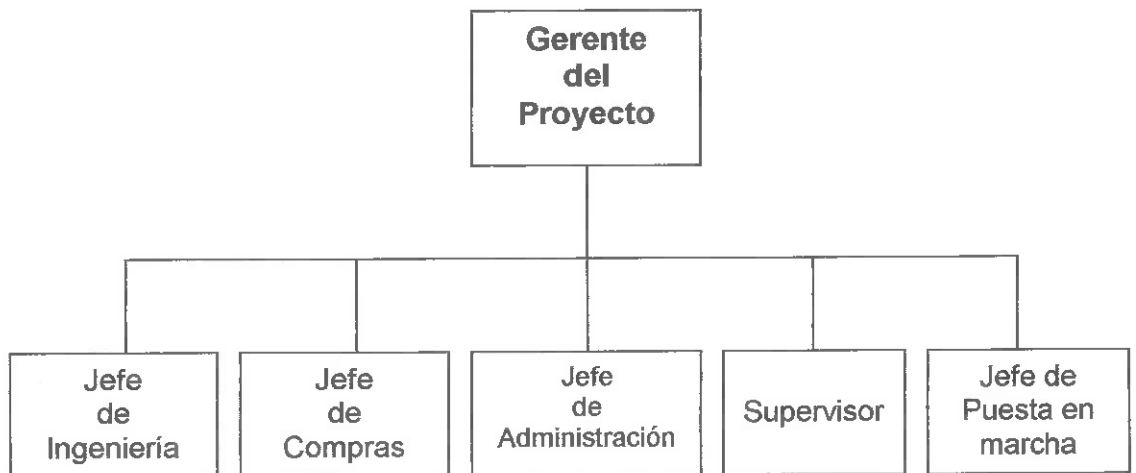 Gerente
del
Proyecto
Jefe
de
Ingeniería
Jefe
de
Compras
Jefe
de
Administración
Supervisor
Jefe de
Puesta en
marcha